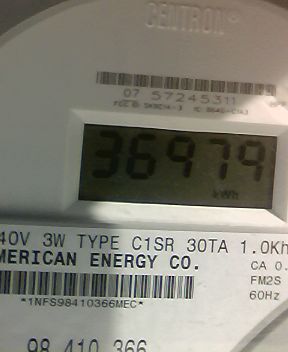 CENTRON®
07 57245311
36979
kWh
40V 3W TYPE C1SR 30TA 1.0Kh
MERICAN ENERGY CO.
CA 0.
FM2S
60Hz
*1NFS98410366MEC*
98 410 366